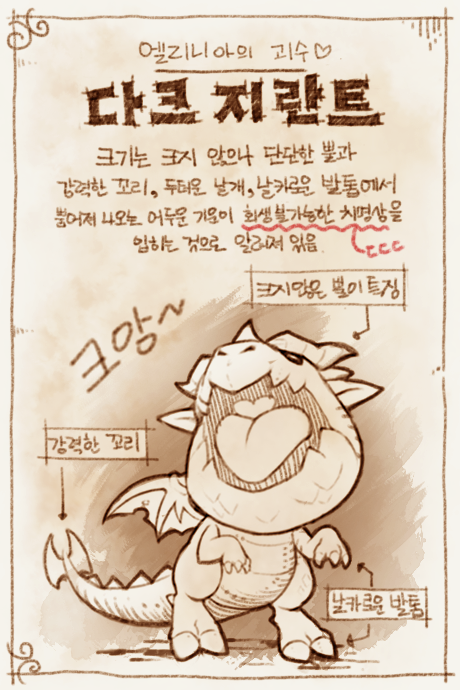 엘리니아의 괴수♡
다크 지란트
크기는 크지 않으나 단단한 뿔과
강력한 꼬리, 두터운 날개, 날카로운 발톱에서
뿜어져 나오는 어두운 기운이 회생불가능한 치명상을
입히는 것으로 알려져 있음.
ㄷㄷㄷ
크지않은 뿔이 특징
크앙~
강력한 꼬리
날카로운 발톱